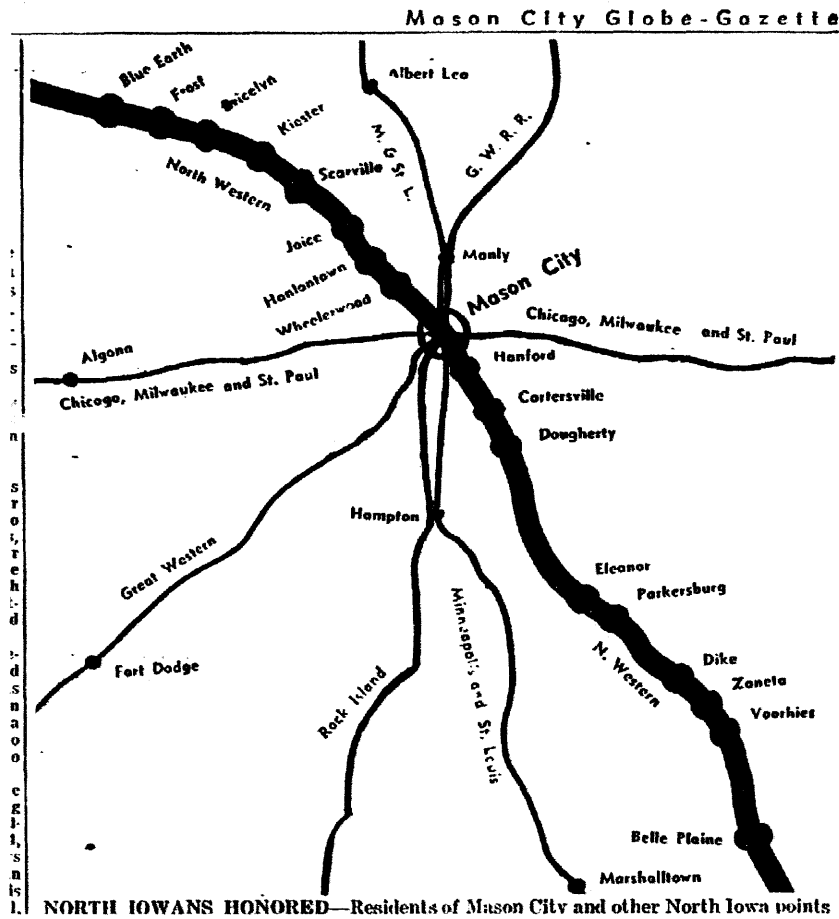 Mason City Globe-Gazette
Blue Earth
Frost
Bricelyn
Kiester
Albert Lea
M. & St L.
G. W. R. R.
North Western
Scarville
Joice
Hanlontown
Wheelerwood
Manly
Mason City
Chicago, Milwaukee and St. Paul
Algona
Chicago, Milwaukee and St. Paul
Hanford
Cartersville
Dougherty
Hampton
Great Western
Eleanor
Parkersburg
Fort Dodge
Rock Island
Minneapolis and St. Lewis
N. Western
Dike
Zaneta
Voorhies
Belle Plaine
Marshalltown
NORTH IOWANS HONORED—Residents of Mason City and other North Iowa points